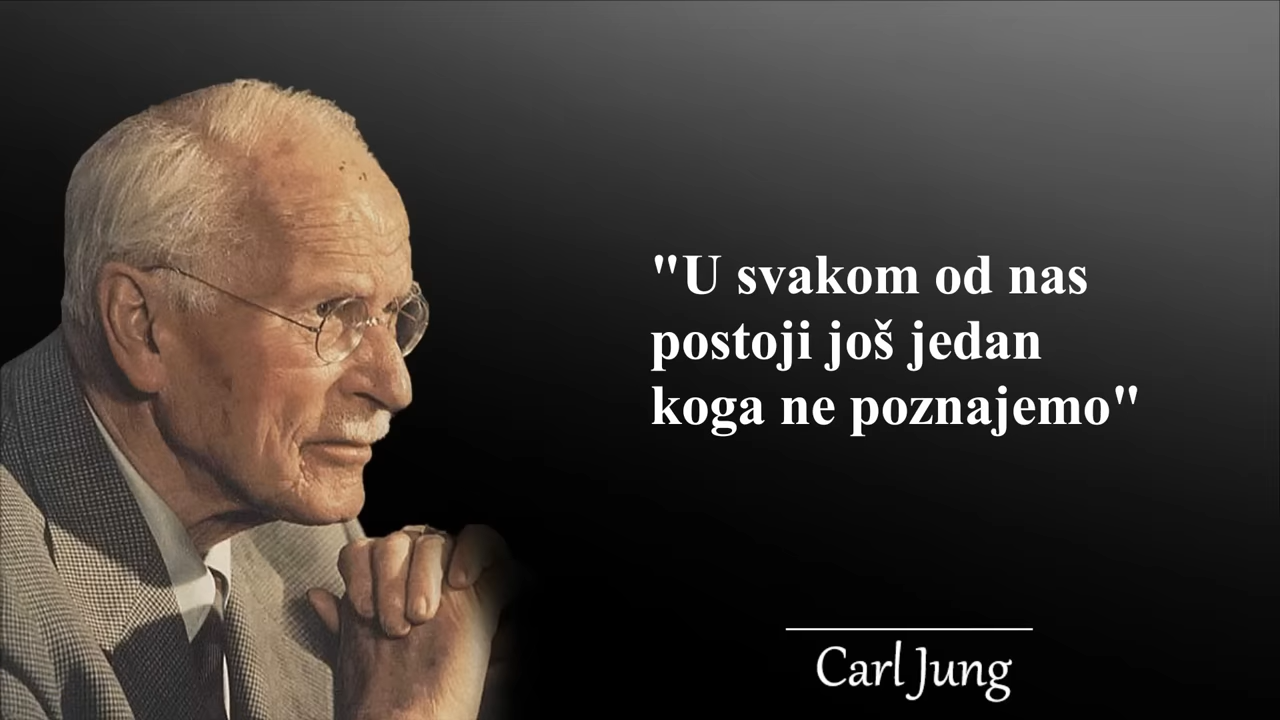 "U svakom od nas
postoji još jedan
koga ne poznajemo"
Carl Jung